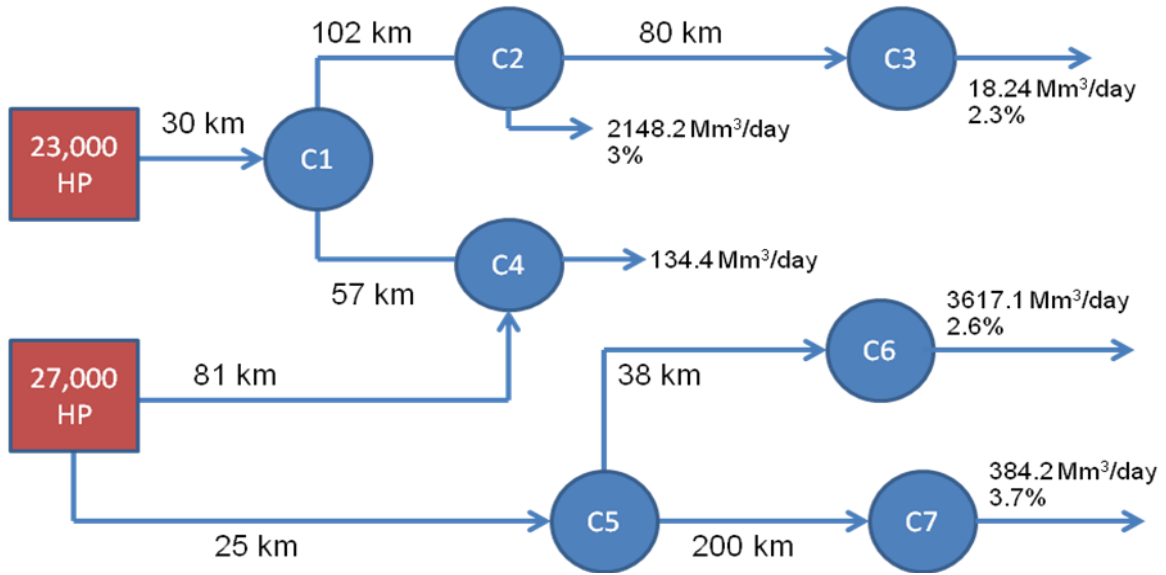 102 km
C2
80 km
C3
18.24 Mm³/day
2.3%
30 km
23,000
HP
C1
2148.2 Mm³/day
3%
C4
134.4 Mm³/day
57 km
3617.1 Mm³/day
2.6%
C6
27,000
HP
81 km
38 km
384.2 Mm³/day
3.7%
C5
C7
25 km
200 km